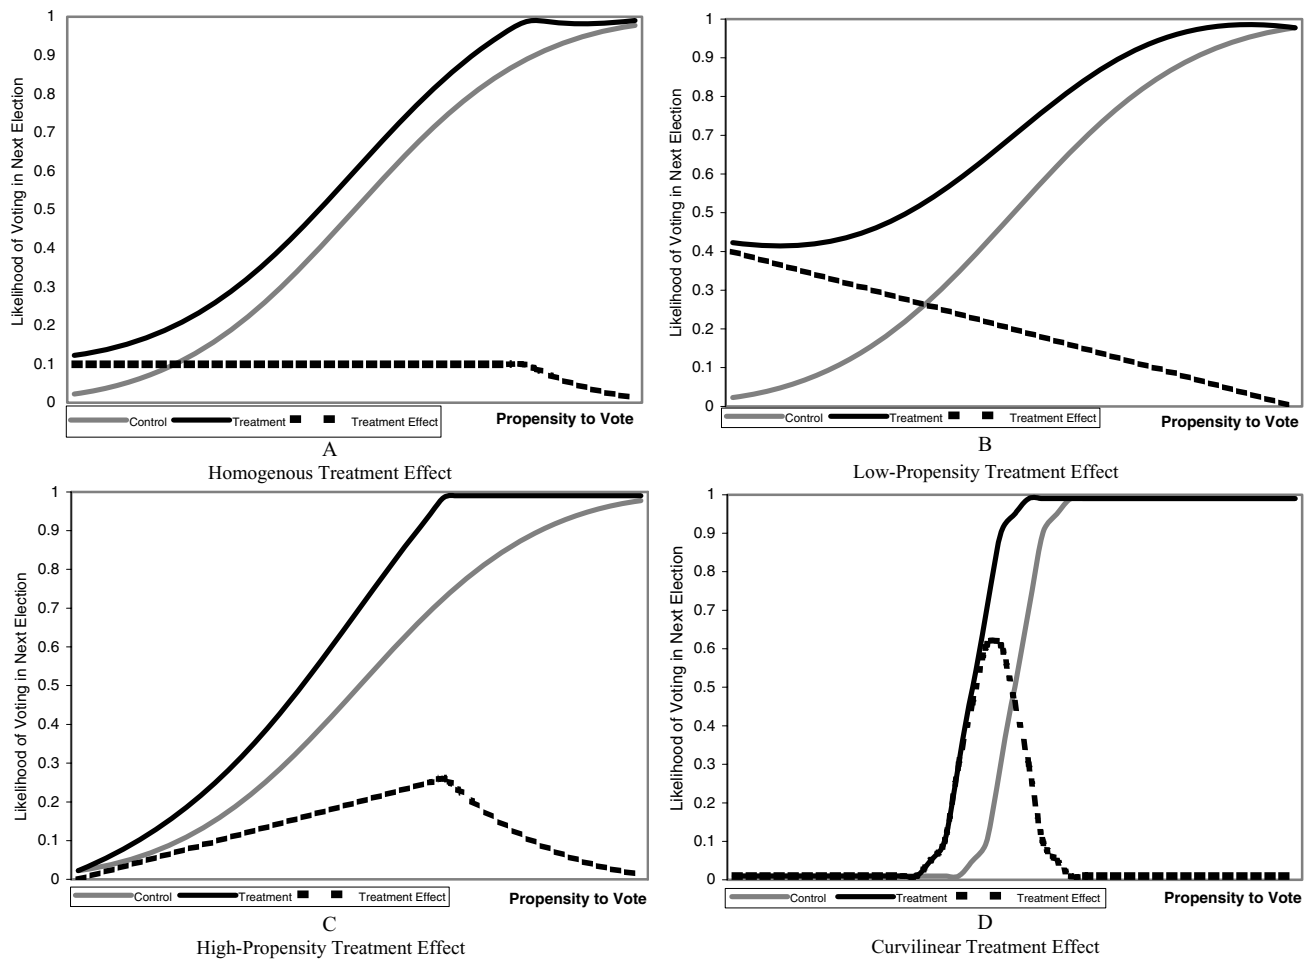 1
0.9
0.8
0.7
0.6
0.5
0.4
0.3
0.2
0.1
0
Likelihood of Voting in Next Election
Control Treatment Treatment Effect
Propensity to Vote
A
Homogenous Treatment Effect
1
0.9
0.8
0.7
0.6
0.5
0.4
0.3
0.2
0.1
0
Likelihood of Voting in Next Election
Control Treatment Treatment Effect
Propensity to Vote
B
Low-Propensity Treatment Effect
1
0.9
0.8
0.7
0.6
0.5
0.4
0.3
0.2
0.1
0
Likelihood of Voting in Next Election
Control Treatment Treatment Effect
Propensity to Vote
C
High-Propensity Treatment Effect
1
0.9
0.8
0.7
0.6
0.5
0.4
0.3
0.2
0.1
0
Likelihood of Voting in Next Election
Control Treatment Treatment Effect
Propensity to Vote
D
Curvilinear Treatment Effect